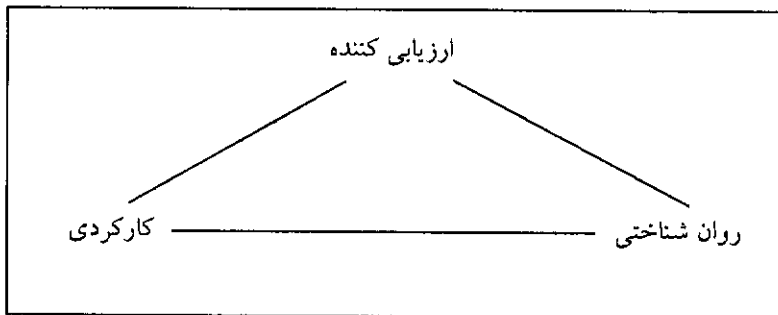 ارزیابی کننده
روان شناختی
کارکردی